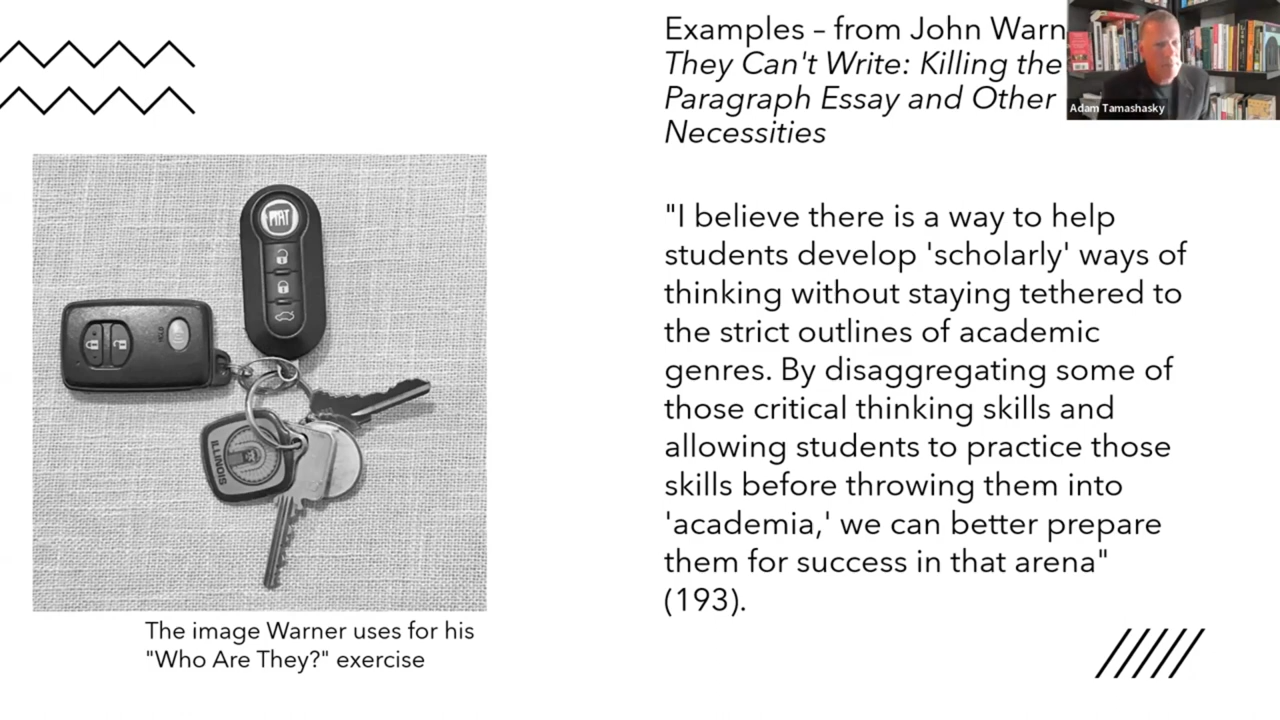 Examples – from John Warn
They Can't Write: Killing the
Paragraph Essay and Other
Necessities
Adam Tamashasky
"I believe there is a way to help
students develop 'scholarly' ways of
thinking without staying tethered to
the strict outlines of academic
genres. By disaggregating some of
those critical thinking skills and
allowing students to practice those
skills before throwing them into
'academia,' we can better prepare
them for success in that arena"
(193).
FIAT
HOLD
ILLINOIS
The image Warner uses for his
"Who Are They?" exercise